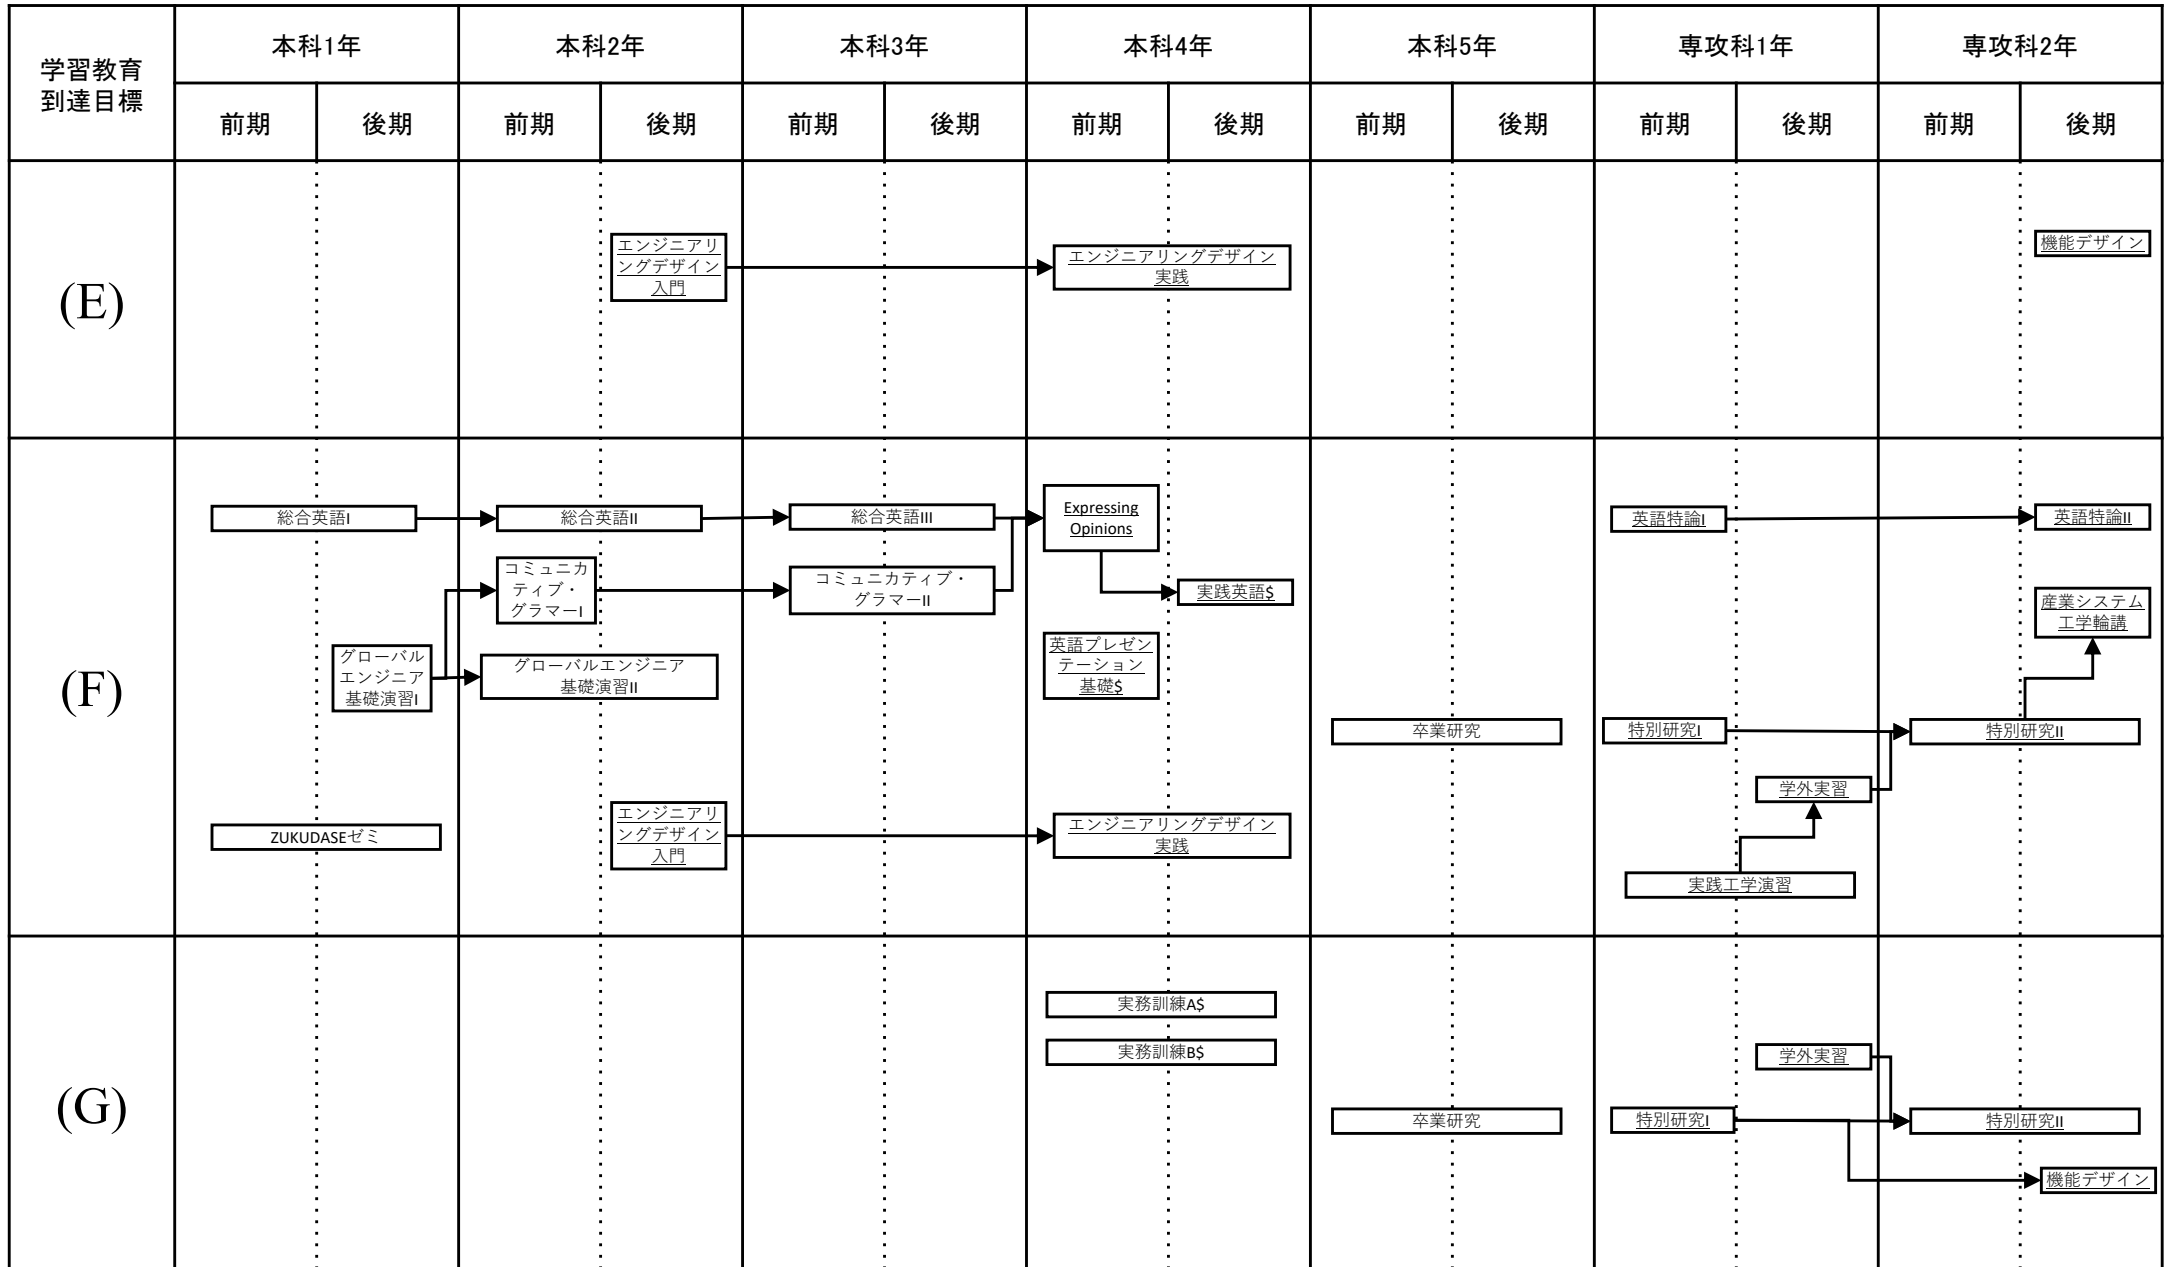 学習教育
到達目標
本科1年
本科2年
本科3年
本科4年
本科5年
専攻科1年
専攻科2年
前期
後期
前期
後期
前期
後期
前期
後期
前期
後期
前期
後期
前期
後期
(E)
エンジニアリ
ングデザイン
入門
エンジニアリングデザイン
実践
機能デザイン
(F)
総合英語I
総合英語II
総合英語III
Expressing
Opinions
英語特論I
英語特論II
コミュニカ
ティブ・
グラマーI
コミュニカティブ・
グラマーII
実践英語$
産業システム
工学輪講
グローバル
エンジニア
基礎演習I
グローバルエンジニア
基礎演習II
英語プレゼン
テーション
基礎$
卒業研究
特別研究I
特別研究II
学外実習
ZUKUDASEゼミ
エンジニアリ
ングデザイン
入門
エンジニアリングデザイン
実践
実践工学演習
(G)
実務訓練A$
実務訓練B$
学外実習
卒業研究
特別研究I
特別研究II
機能デザイン